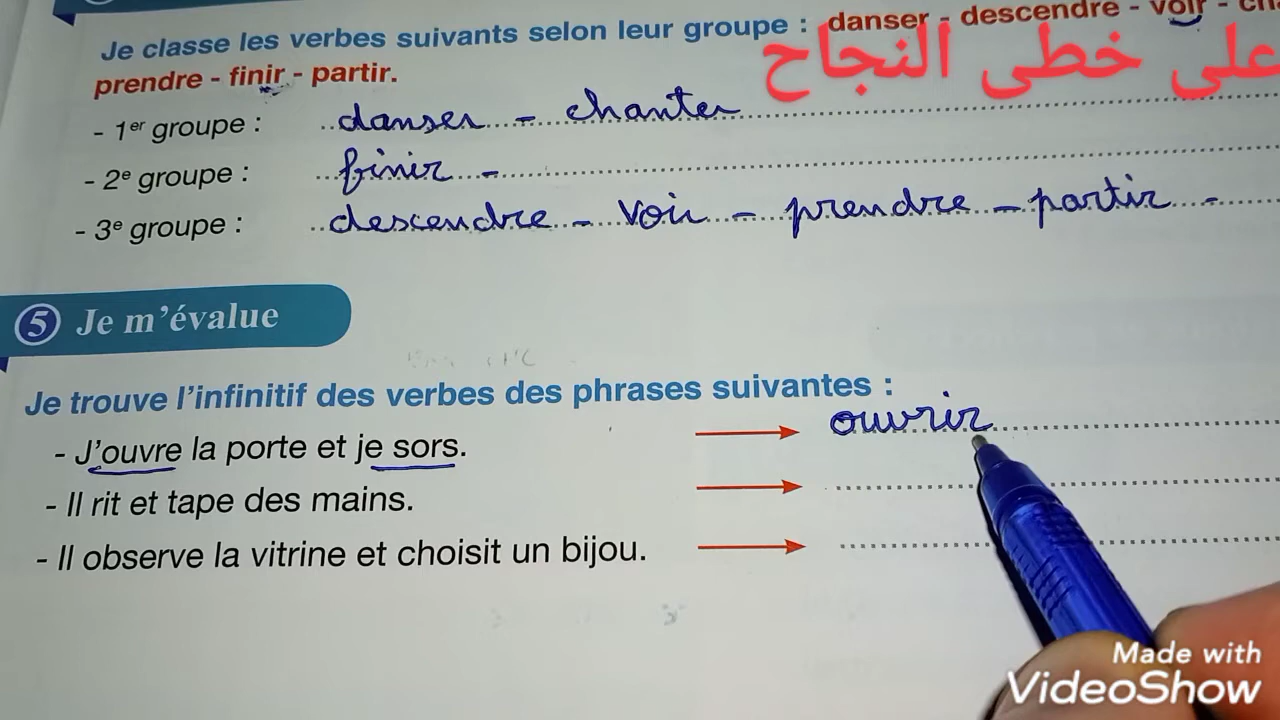 Je classe les verbes suivants selon leur groupe : danser - descendre - voir -
prendre - finir - partir.
على خطى النجاح
- 1er groupe : danser - chanter
- 2e groupe : finir -
- 3e groupe : descendre - voir - prendre - partir -
5 Je m'évalue
Je trouve l'infinitif des verbes des phrases suivantes :
- J'ouvre la porte et je sors. ouvrir
- Il rit et tape des mains.
- Il observe la vitrine et choisit un bijou.
Made with
VideoShow